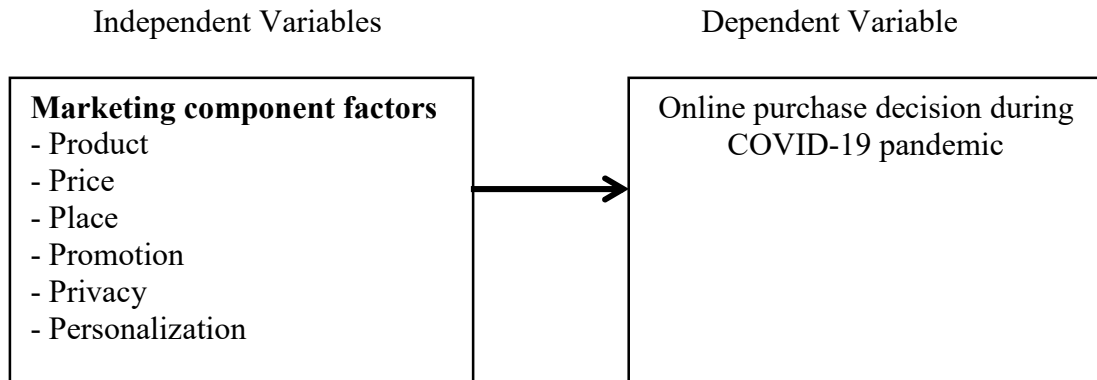 Independent Variables
Dependent Variable
Marketing component factors
- Product
- Price
- Place
- Promotion
- Privacy
- Personalization
Online purchase decision during
COVID-19 pandemic